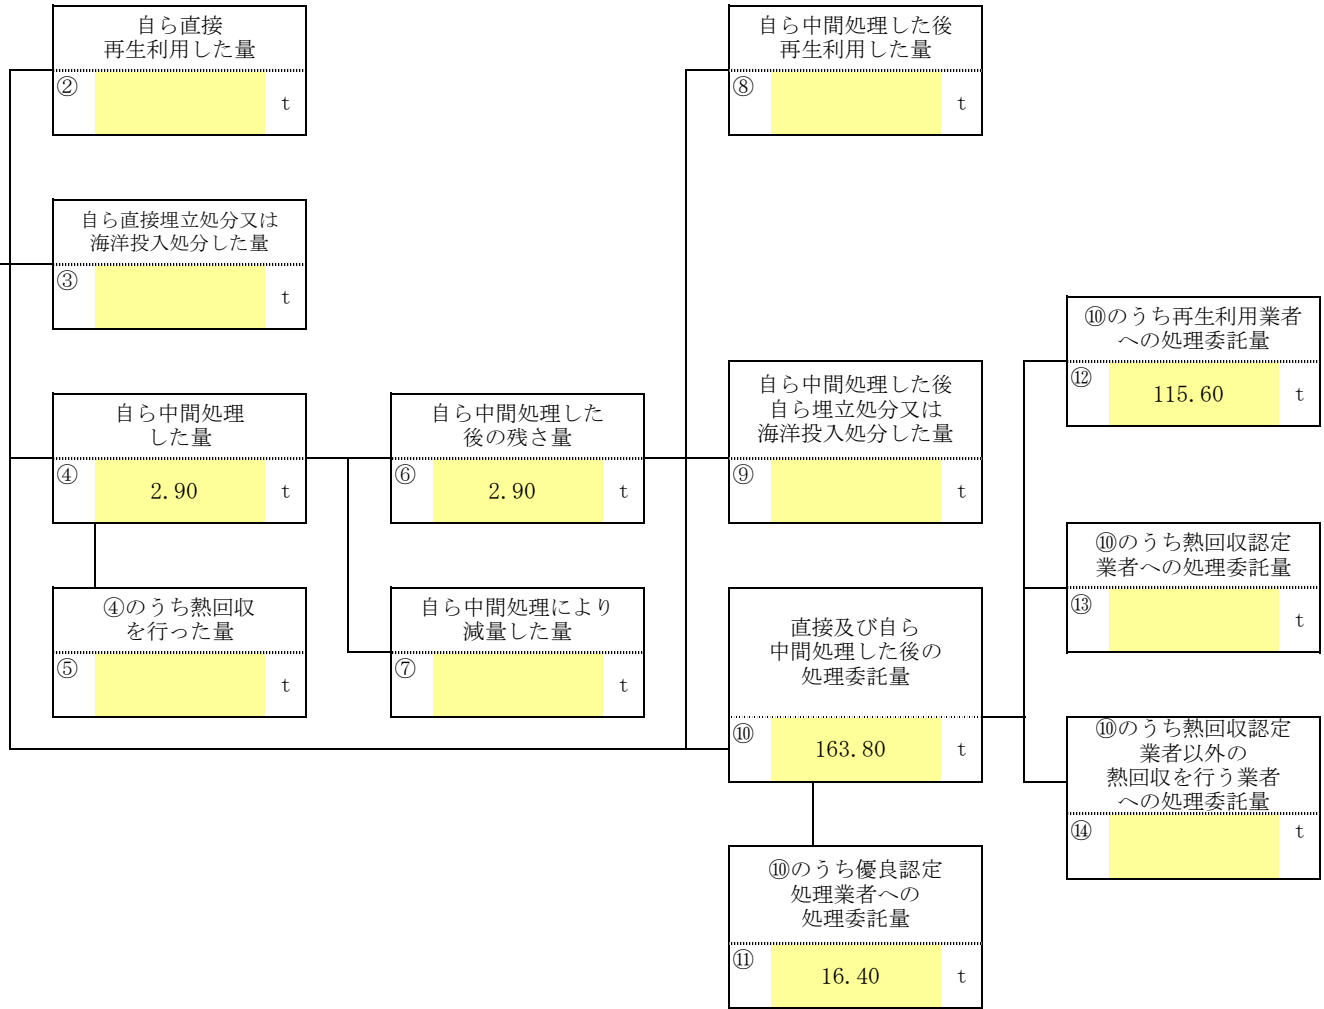 自ら直接
再生利用した量
②
t
自ら中間処理した後
再生利用した量
⑧
t
自ら直接埋立処分又は
海洋投入処分した量
③
t
⑩のうち再生利用業者
への処理委託量
⑫
115.60 t
自ら中間処理
した量
④
2.90 t
自ら中間処理した
後の残さ量
⑥
2.90 t
自ら中間処理した後
自ら埋立処分又は
海洋投入処分した量
⑨
t
⑩のうち熱回収認定
業者への処理委託量
⑬
t
④のうち熱回収
を行った量
⑤
t
自ら中間処理により
減量した量
⑦
t
直接及び自ら
中間処理した後の
処理委託量
⑩
163.80 t
⑩のうち熱回収認定
業者以外の
熱回収を行う業者
への処理委託量
⑭
t
⑩のうち優良認定
処理業者への
処理委託量
⑪
16.40 t